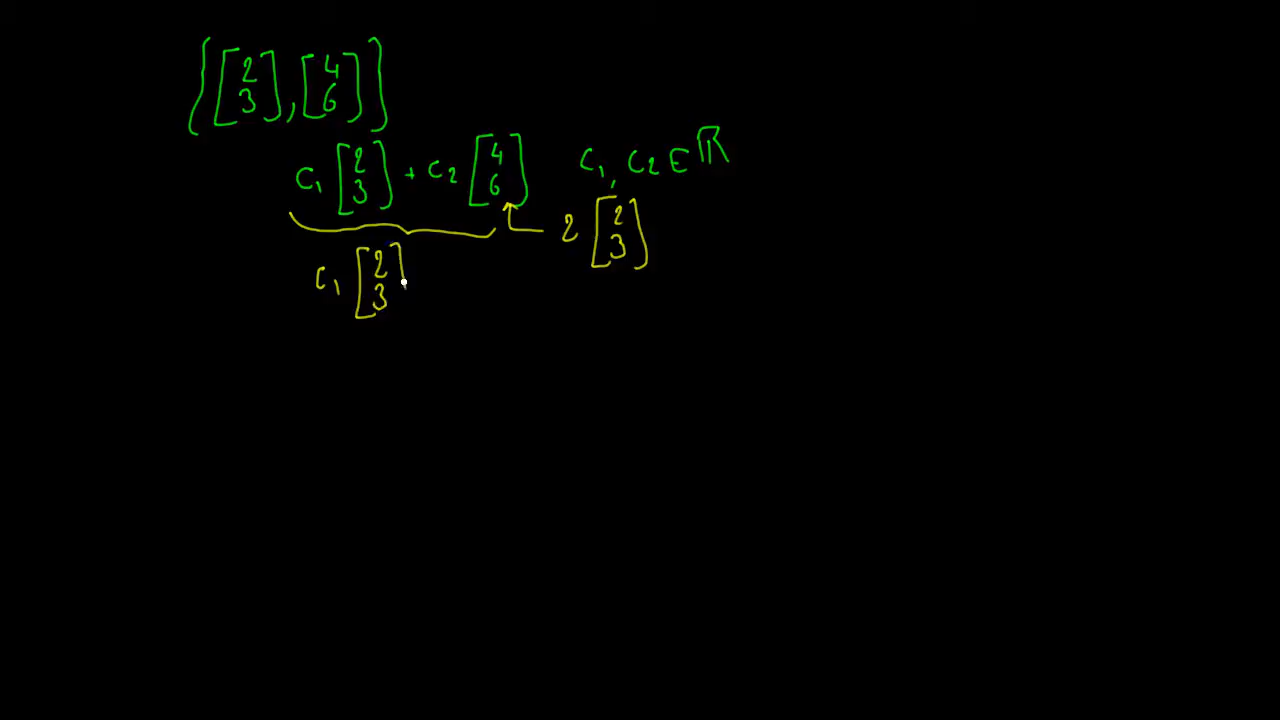 {[2 3], [4 6]}
c₁ [2 3] + c₂ [4 6] c₁, c₂ ∈ ℝ
2 [2 3]
c₁ [2 3]